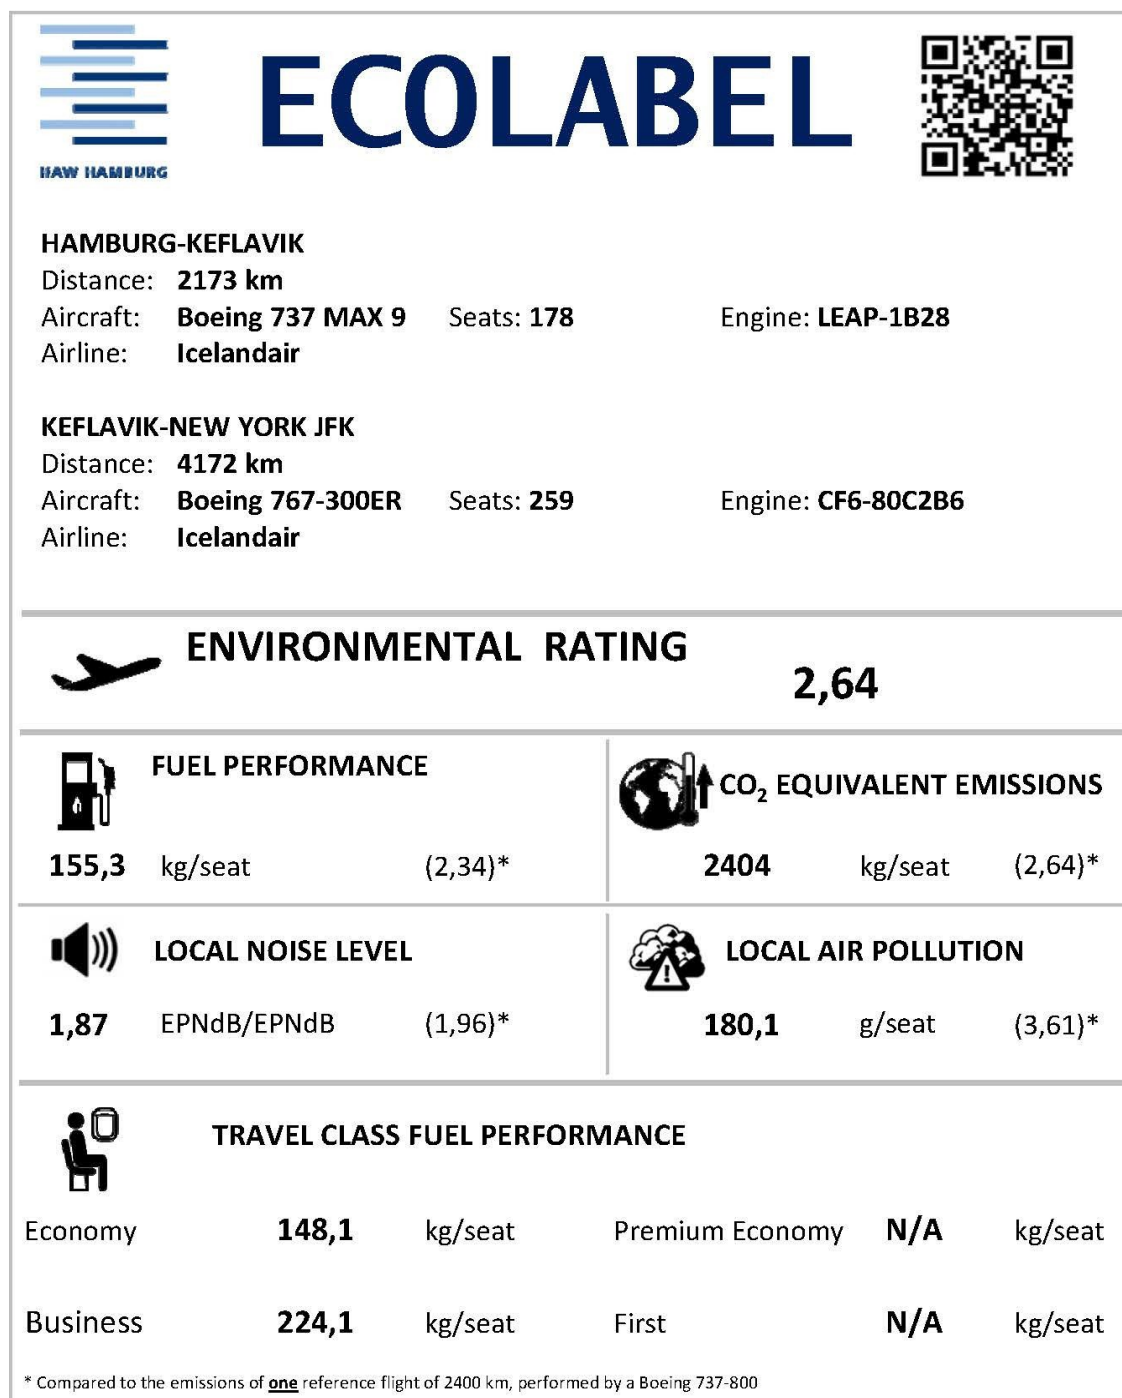 HAW HAMBURG
ECOLABEL
HAMBURG-KEFLAVIK
Distance: 2173 km
Aircraft: Boeing 737 MAX 9 Seats: 178 Engine: LEAP-1B28
Airline: Icelandair
KEFLAVIK-NEW YORK JFK
Distance: 4172 km
Aircraft: Boeing 767-300ER Seats: 259 Engine: CF6-80C2B6
Airline: Icelandair
ENVIRONMENTAL RATING
2,64
FUEL PERFORMANCE
155,3 kg/seat (2,34)*
CO₂ EQUIVALENT EMISSIONS
2404 kg/seat (2,64)*
LOCAL NOISE LEVEL
1,87 EPNdB/EPNdB (1,96)*
LOCAL AIR POLLUTION
180,1 g/seat (3,61)*
TRAVEL CLASS FUEL PERFORMANCE
Economy 148,1 kg/seat Premium Economy N/A kg/seat
Business 224,1 kg/seat First N/A kg/seat
* Compared to the emissions of one reference flight of 2400 km, performed by a Boeing 737-800